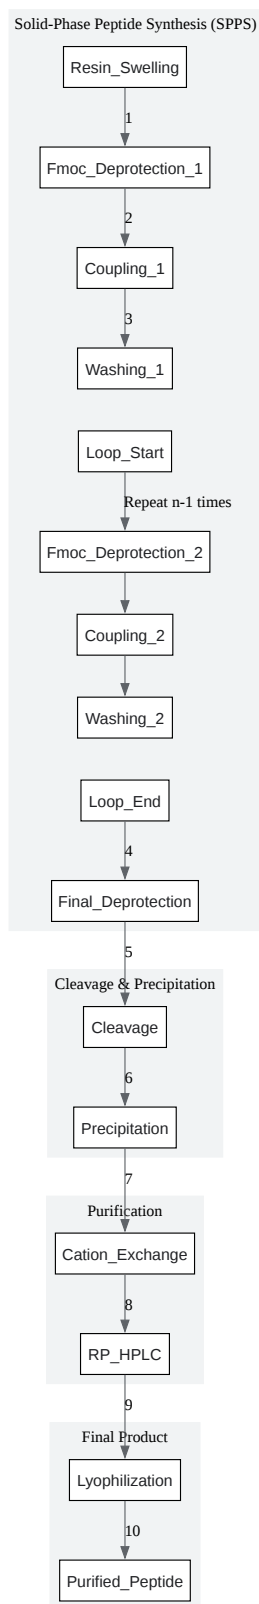 Solid-Phase Peptide Synthesis (SPPS)
Resin_Swelling
1
Fmoc_Deprotection_1
2
Coupling_1
3
Washing_1
Loop_Start
Repeat n-1 times
Fmoc_Deprotection_2
Coupling_2
Washing_2
Loop_End
4
Final_Deprotection
5
Cleavage & Precipitation
Cleavage
6
Precipitation
7
Purification
Cation_Exchange
8
RP_HPLC
9
Final Product
Lyophilization
10
Purified_Peptide